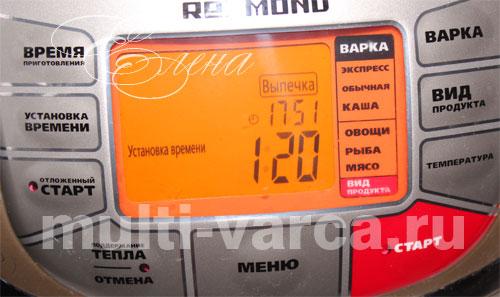 REDMOND
Елена
ВРЕМЯ
ПРИГОТОВЛЕНИЯ
УСТАНОВКА
ВРЕМЕНИ
ОТЛОЖЕННЫЙ
СТАРТ
ПОДДЕРЖАНИЕ
ТЕПЛА
ОТМЕНА
МЕНЮ
Выпечка
17 51
Установка времени
1:20
ВАРКА
ЭКСПРЕСС
ОБЫЧНАЯ
КАША
ОВОЩИ
РЫБА
МЯСО
ВИД
ПРОДУКТА
ВАРКА
ВИД
ПРОДУКТА
ТЕМПЕРАТУРА
СТАРТ
multi-varca.ru